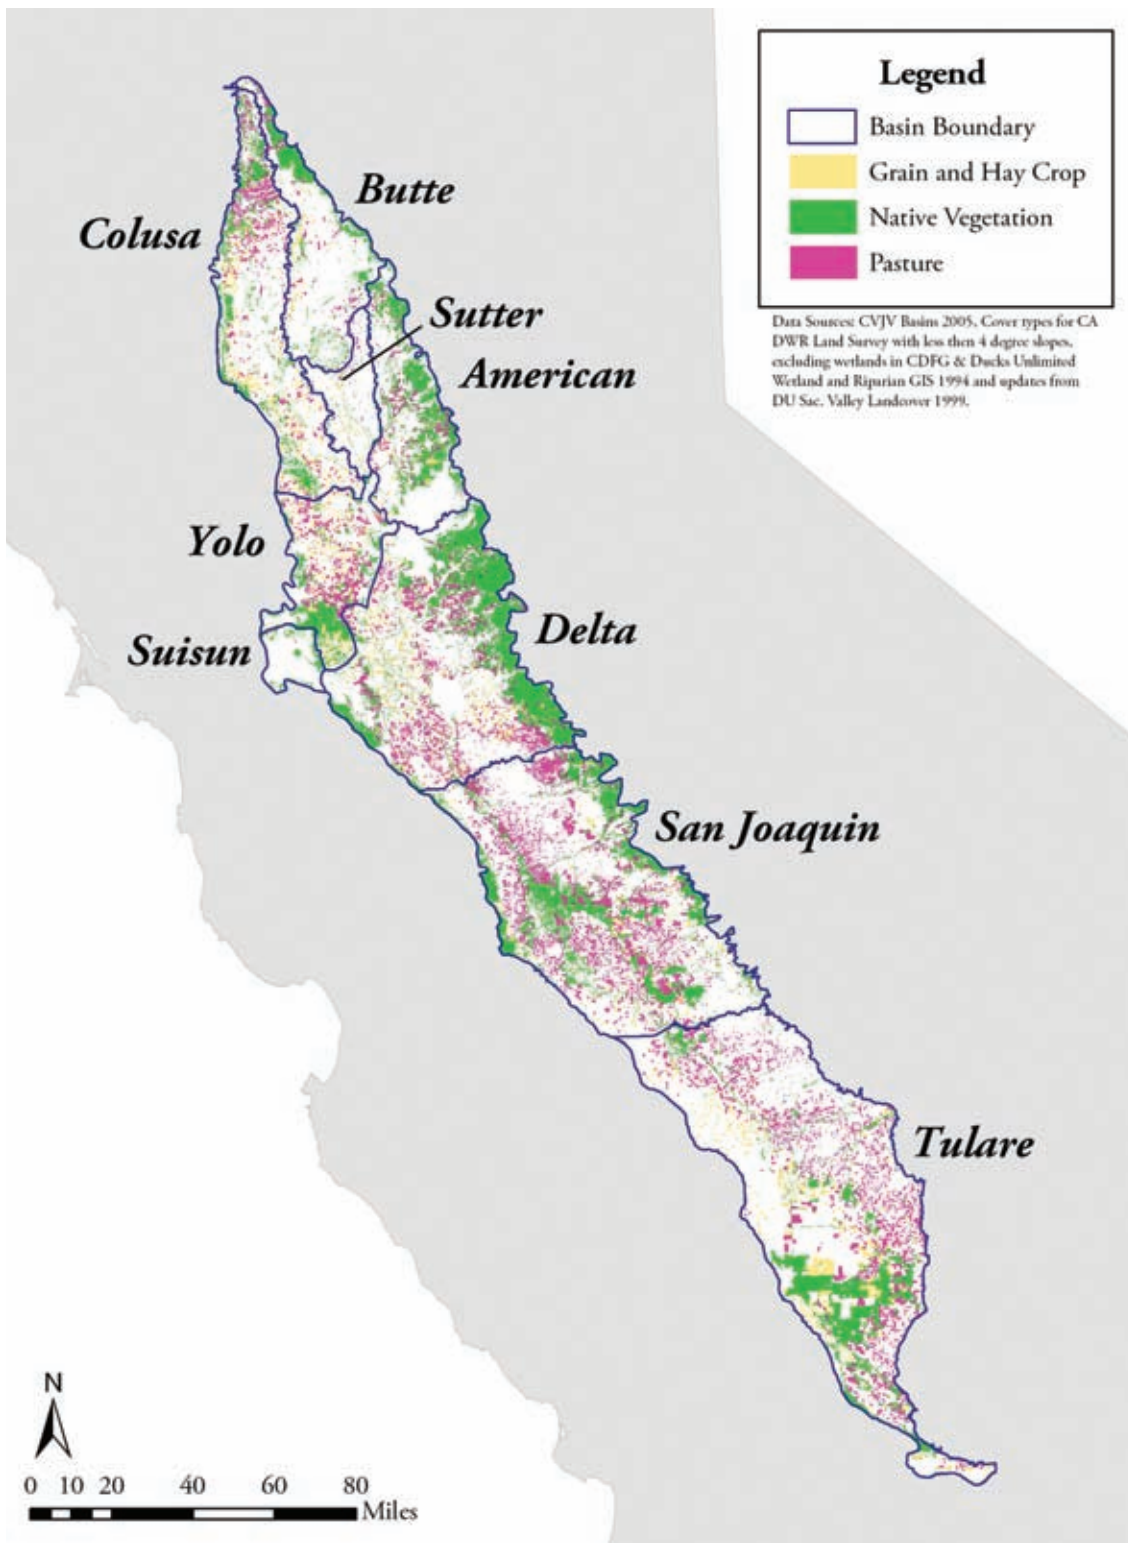 Legend
Basin Boundary
Grain and Hay Crop
Native Vegetation
Pasture
Data Sources: CVJV Basins 2005, Cover types for CA
DWR Land Survey with less then 4 degree slopes,
excluding wetlands in CDFG & Ducks Unlimited
Wetland and Riparian GIS 1994 and updates from
DU Sac. Valley Landcover 1999.
Butte
Colusa
Sutter
American
Yolo
Delta
Suisun
San Joaquin
Tulare
N
0 10 20 40 60 80
Miles